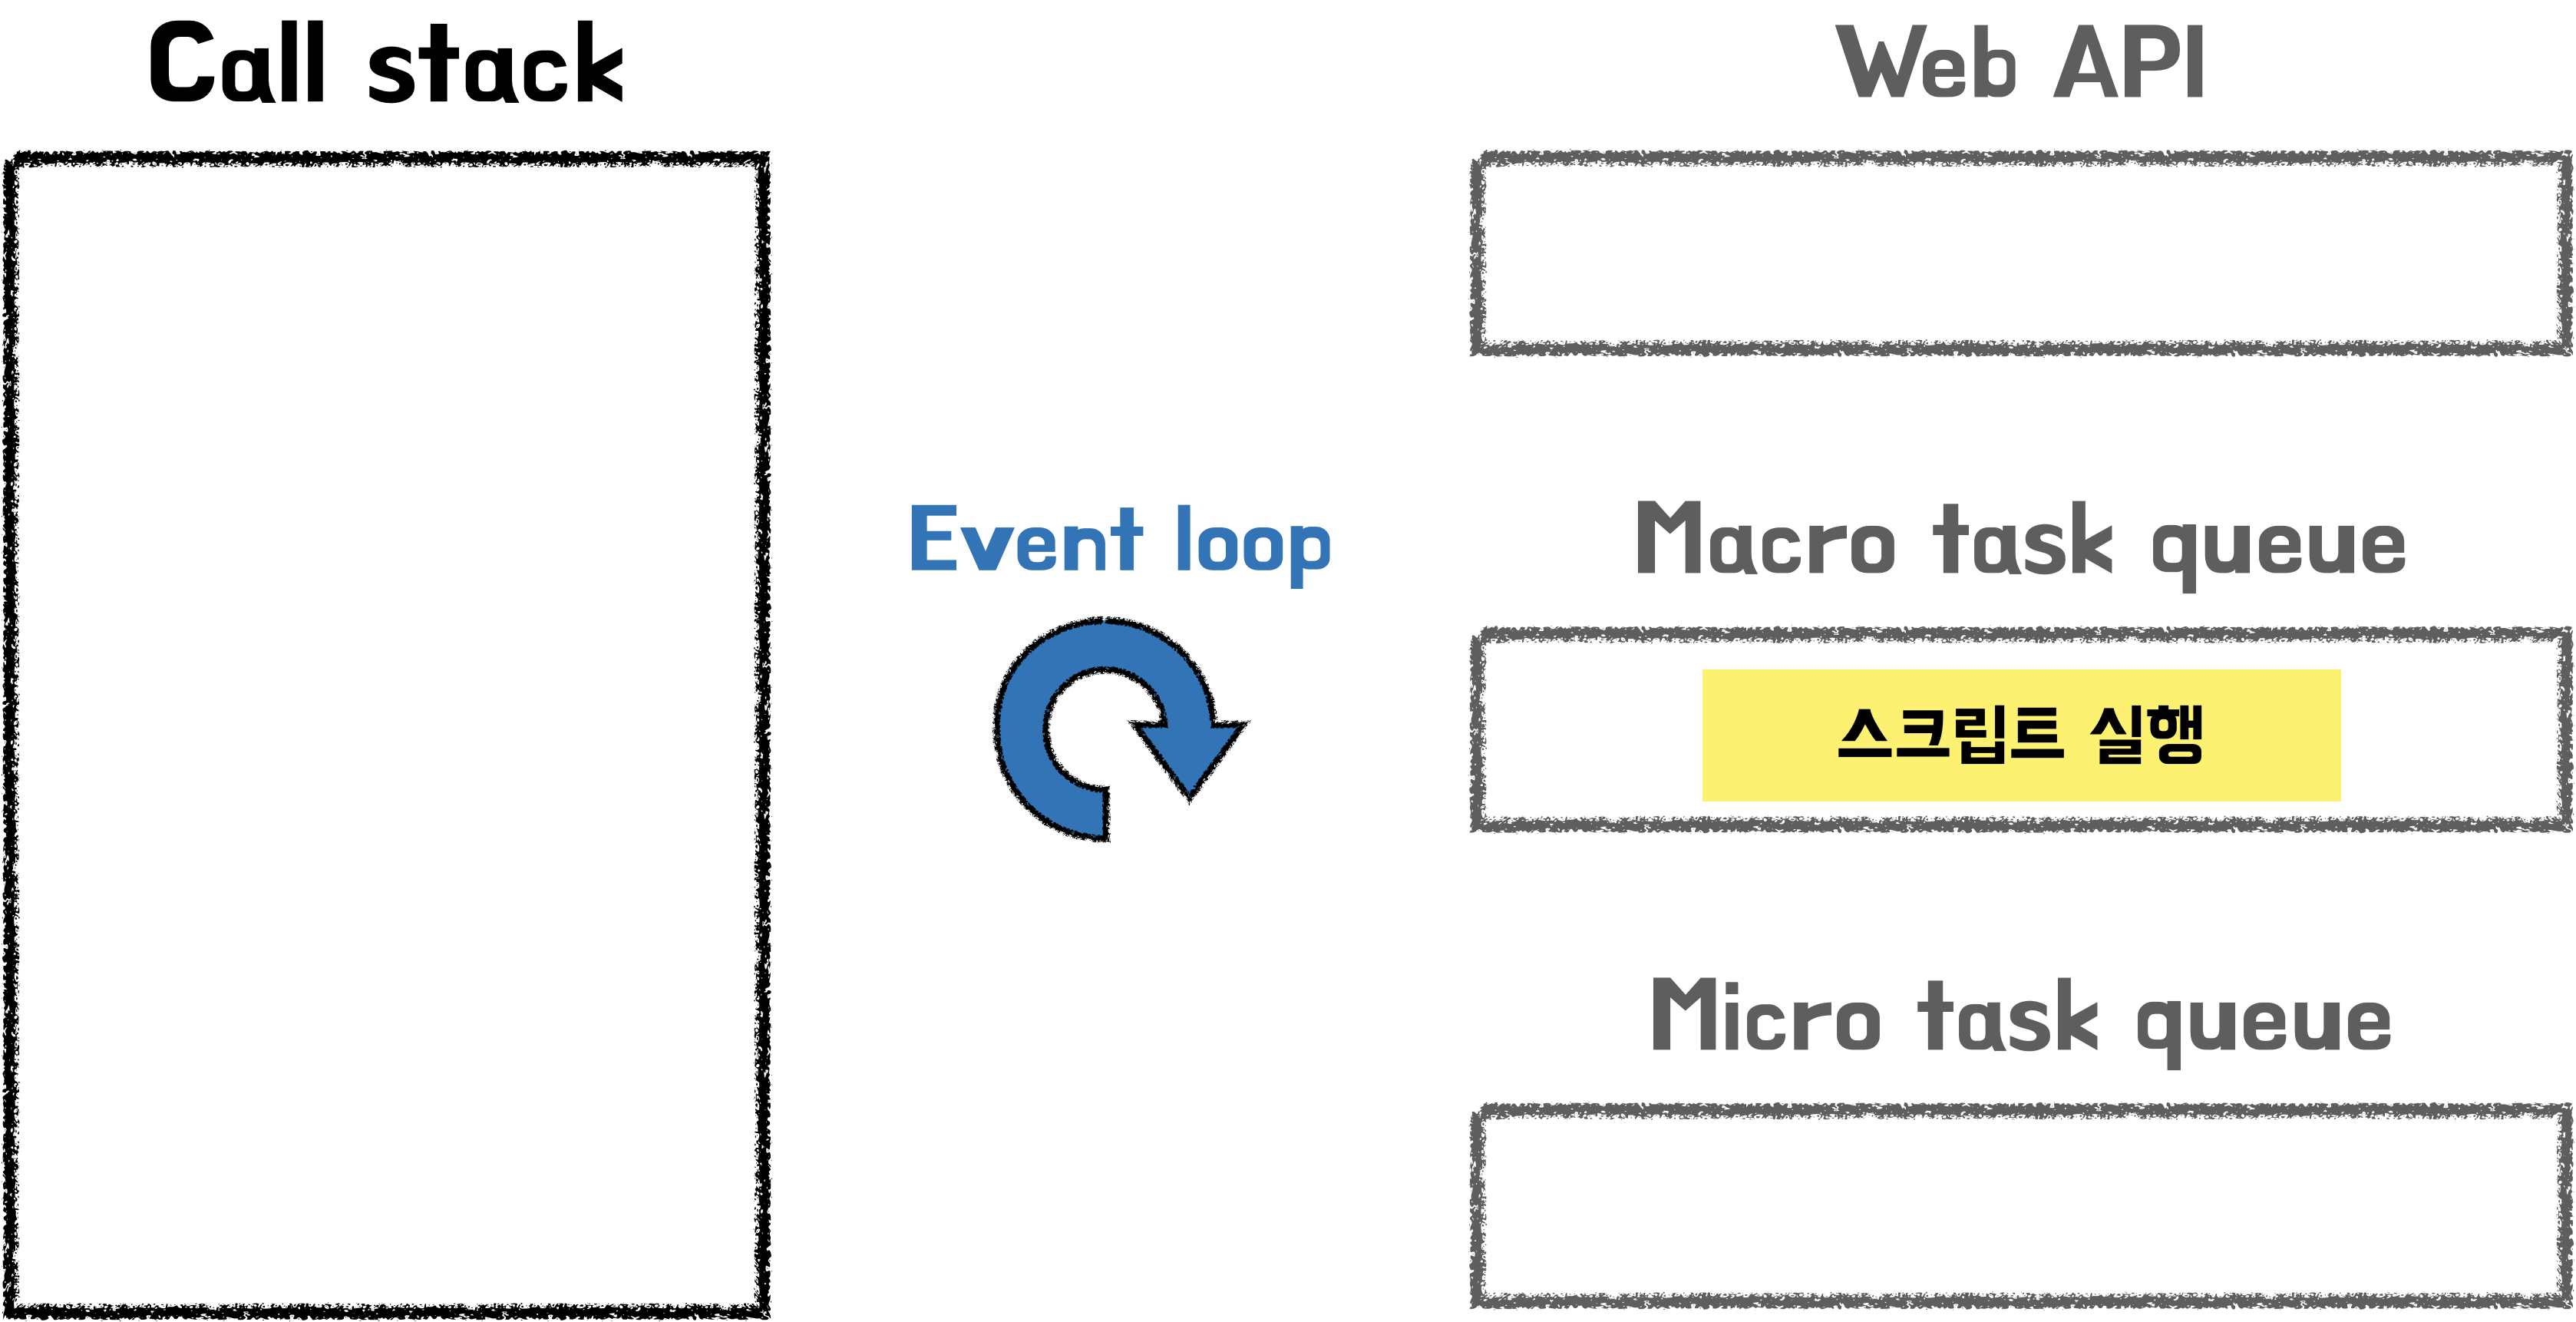 Call stack
Web API
Event loop
Macro task queue
스크립트 실행
Micro task queue